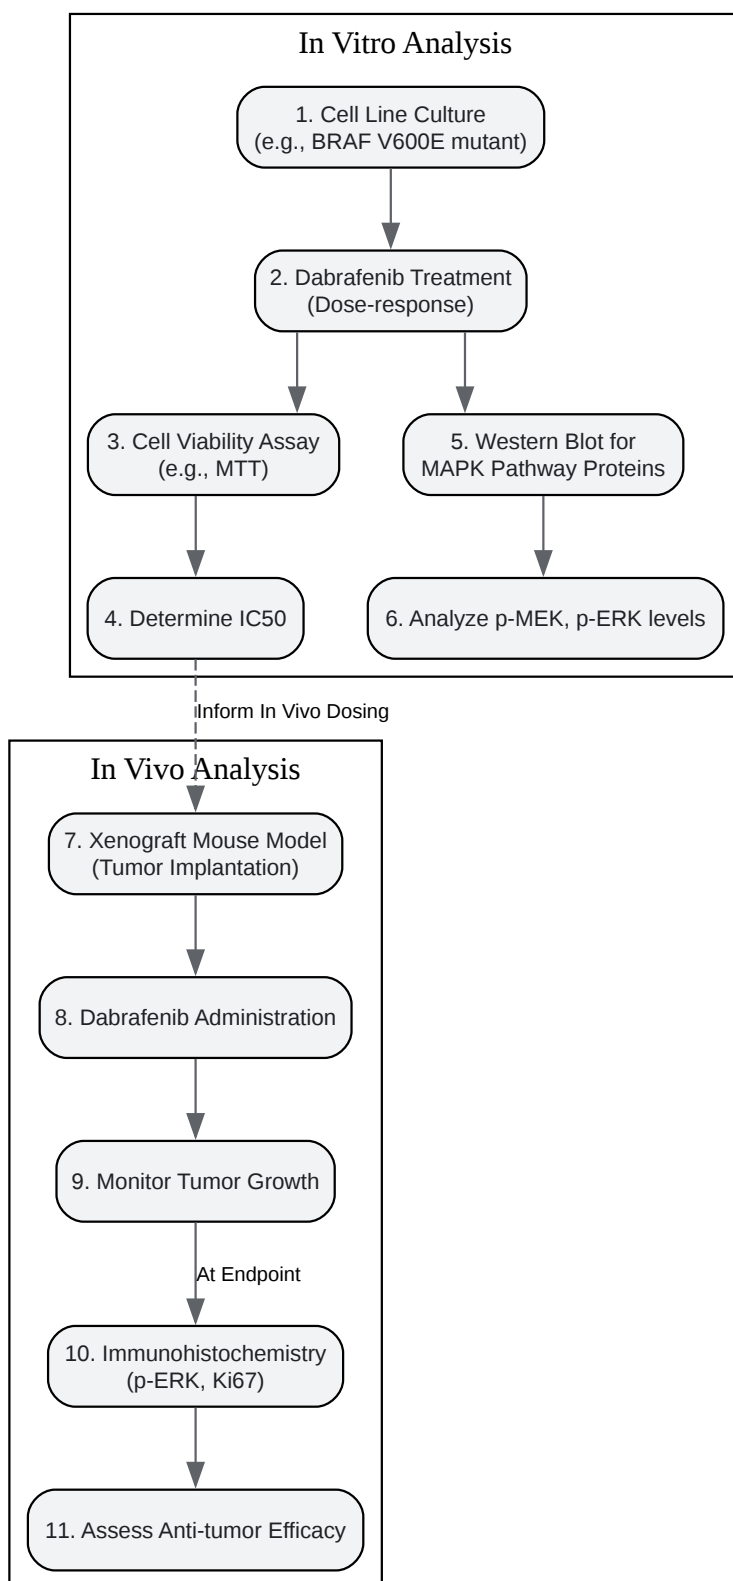 In Vitro Analysis
1. Cell Line Culture
(e.g., BRAF V600E mutant)
2. Dabrafenib Treatment
(Dose-response)
3. Cell Viability Assay
(e.g., MTT)
5. Western Blot for
MAPK Pathway Proteins
4. Determine IC50
6. Analyze p-MEK, p-ERK levels
Inform In Vivo Dosing
In Vivo Analysis
7. Xenograft Mouse Model
(Tumor Implantation)
8. Dabrafenib Administration
9. Monitor Tumor Growth
At Endpoint
10. Immunohistochemistry
(p-ERK, Ki67)
11. Assess Anti-tumor Efficacy